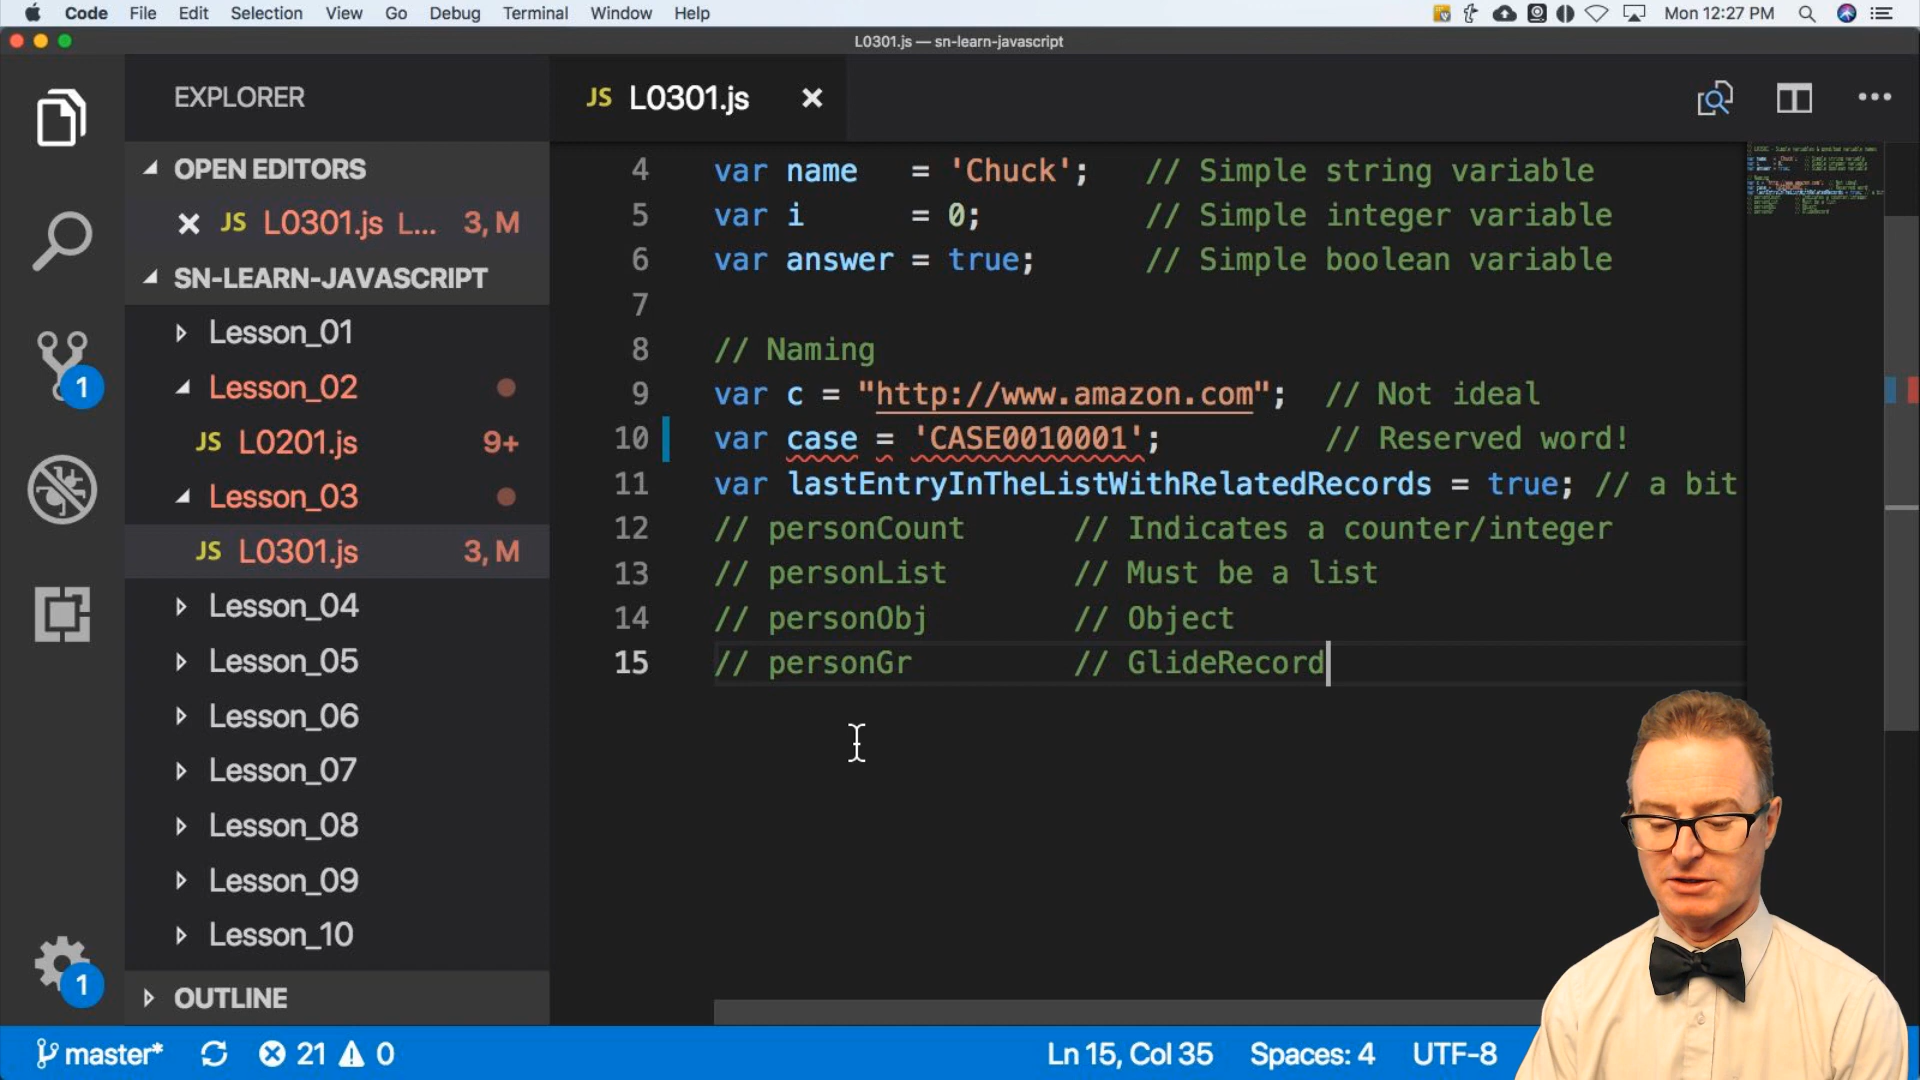 Code File Edit Selection View Go Debug Terminal Window Help Mon 12:27 PM
L0301.js — sn-learn-javascript
EXPLORER
JS L0301.js
OPEN EDITORS
JS L0301.js L... 3, M
SN-LEARN-JAVASCRIPT
Lesson_01
Lesson_02
JS L0201.js 9+
Lesson_03
JS L0301.js 3, M
Lesson_04
Lesson_05
Lesson_06
Lesson_07
Lesson_08
Lesson_09
Lesson_10
OUTLINE
1
1
4 var name = 'Chuck'; // Simple string variable
5 var i = 0; // Simple integer variable
6 var answer = true; // Simple boolean variable
7
8 // Naming
9 var c = "http://www.amazon.com"; // Not ideal
10 var case = 'CASE0010001'; // Reserved word!
11 var lastEntryInTheListWithRelatedRecords = true; // a bit
12 // personCount // Indicates a counter/integer
13 // personList // Must be a list
14 // personObj // Object
15 // personGr // GlideRecord
master* 21 0 Ln 15, Col 35 Spaces: 4 UTF-8